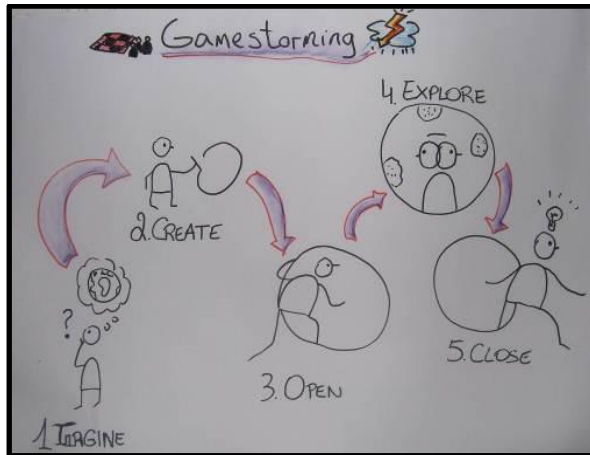 Gamestorming
1. IMAGINE
?
2. CREATE
3. OPEN
4. EXPLORE
5. CLOSE